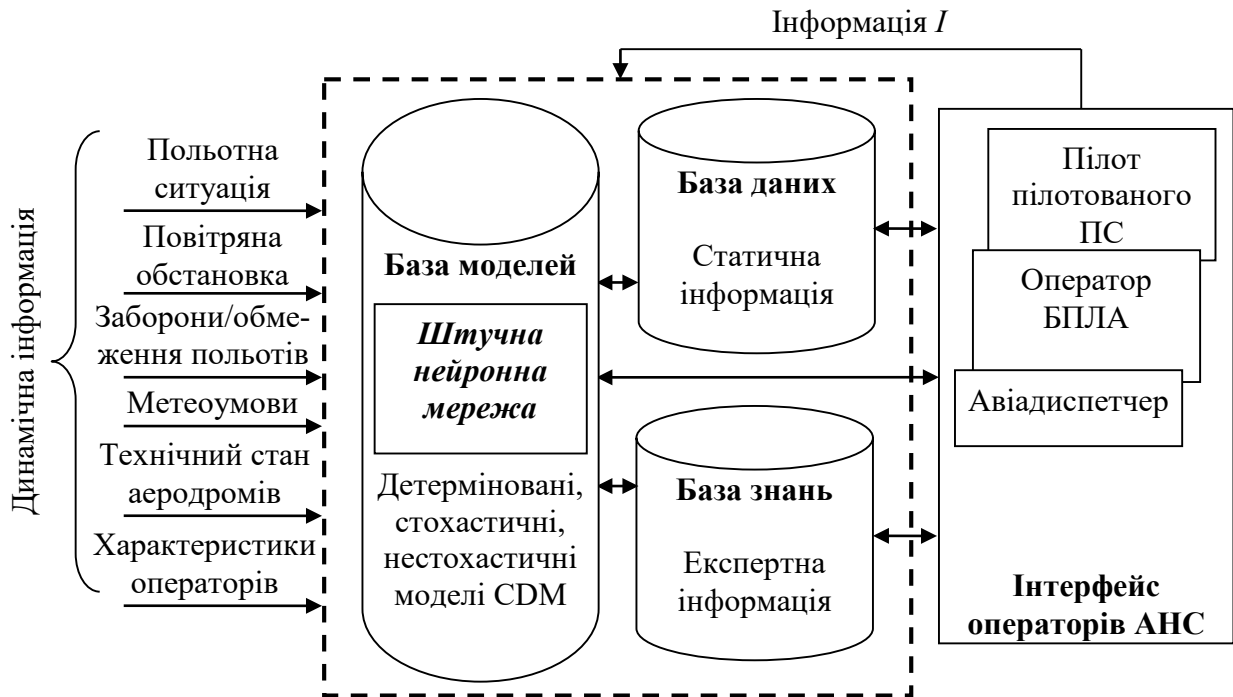 Інформація I
Динамічна інформація
Польотна
ситуація
Повітряна
обстановка
Заборони/обме-
ження польотів
Метеоумови
Технічний стан
аеродромів
Характеристики
операторів
База моделей
Штучна
нейронна
мережа
Детерміновані,
стохастичні,
нестохастичні
моделі CDM
База даних
Статична
інформація
База знань
Експертна
інформація
Пілот
пілотованого
ПС
Оператор
БПЛА
Авіадиспетчер
Інтерфейс
операторів АНС